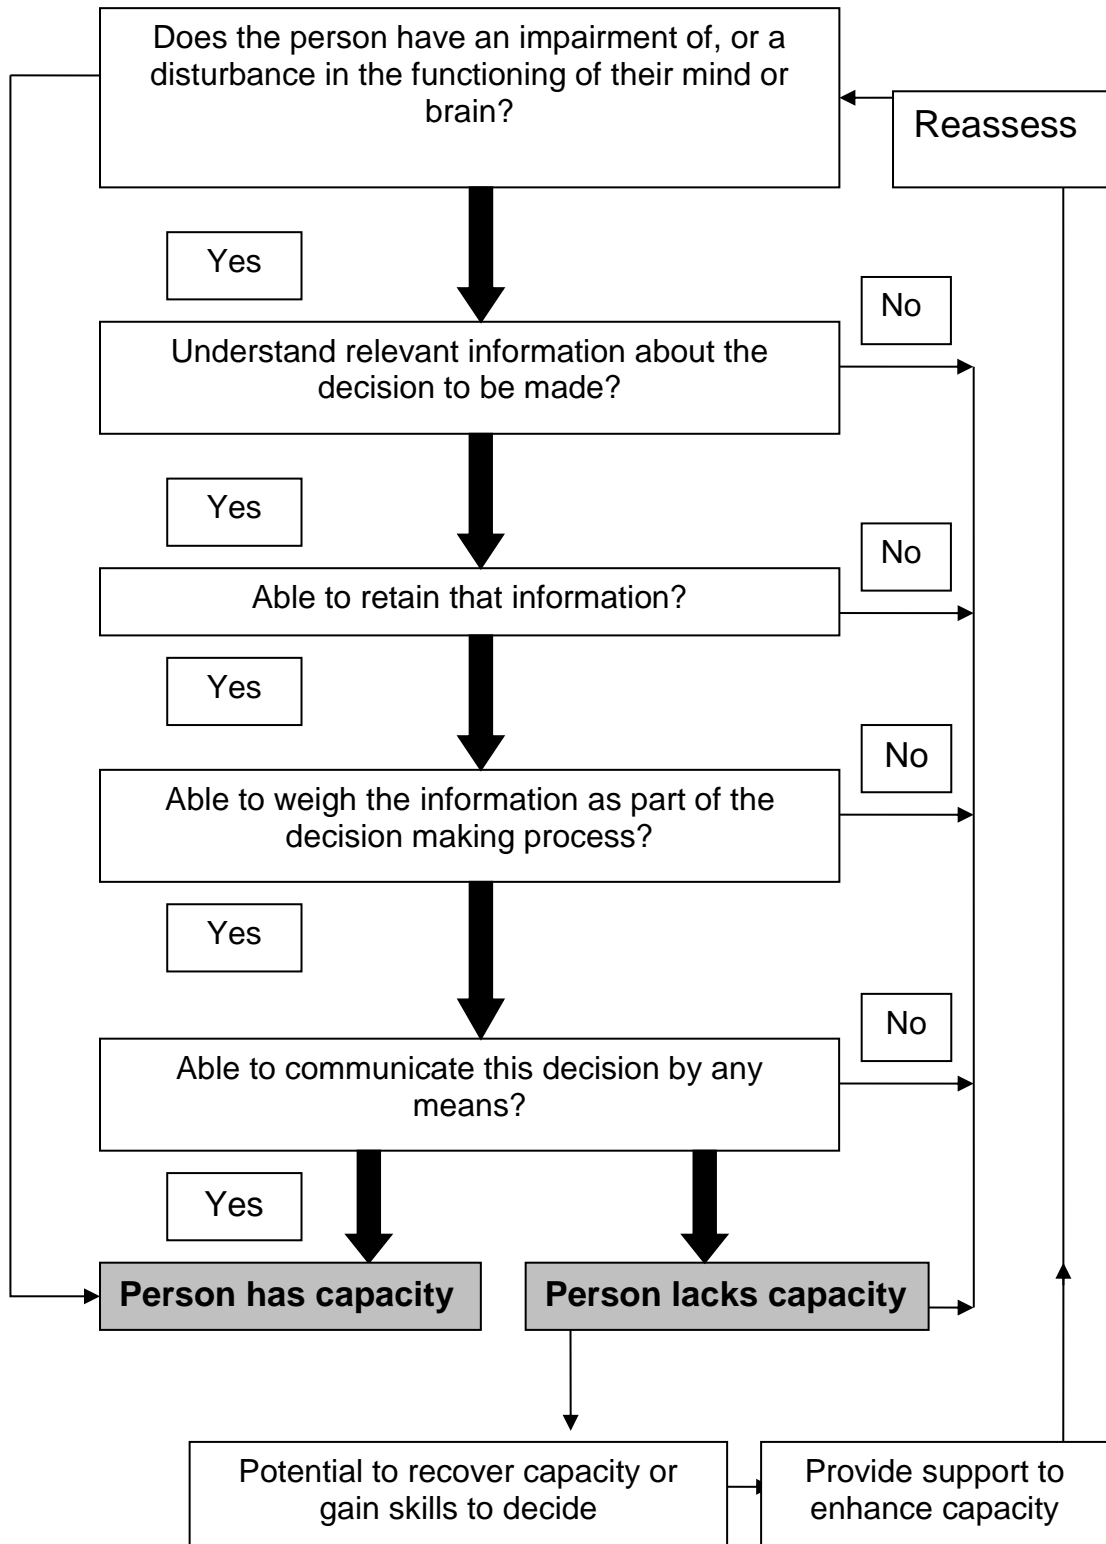 Does the person have an impairment of, or a
disturbance in the functioning of their mind or
brain?
Reassess
Yes
No
Understand relevant information about the
decision to be made?
Yes
No
Able to retain that information?
Yes
No
Able to weigh the information as part of the
decision making process?
Yes
No
Able to communicate this decision by any
means?
Yes
Person has capacity
Person lacks capacity
Potential to recover capacity or
gain skills to decide
Provide support to
enhance capacity